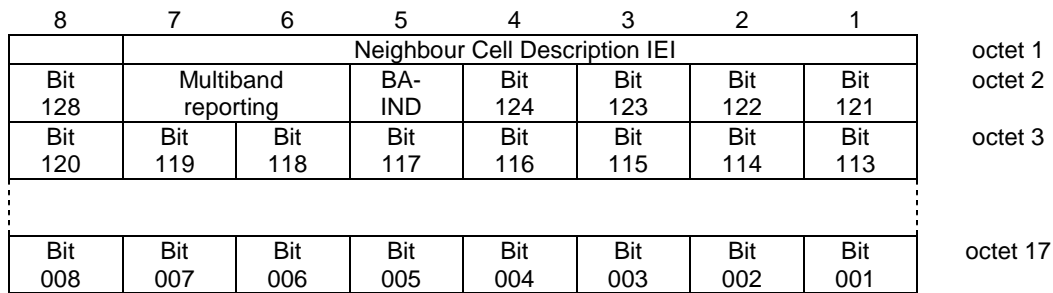 8 7 6 5 4 3 2 1
Neighbour Cell Description IEI octet 1
Bit Multiband BA- Bit Bit Bit Bit octet 2
128 reporting IND 124 123 122 121
Bit Bit Bit Bit Bit Bit Bit Bit octet 3
120 119 118 117 116 115 114 113
Bit Bit Bit Bit Bit Bit Bit Bit octet 17
008 007 006 005 004 003 002 001